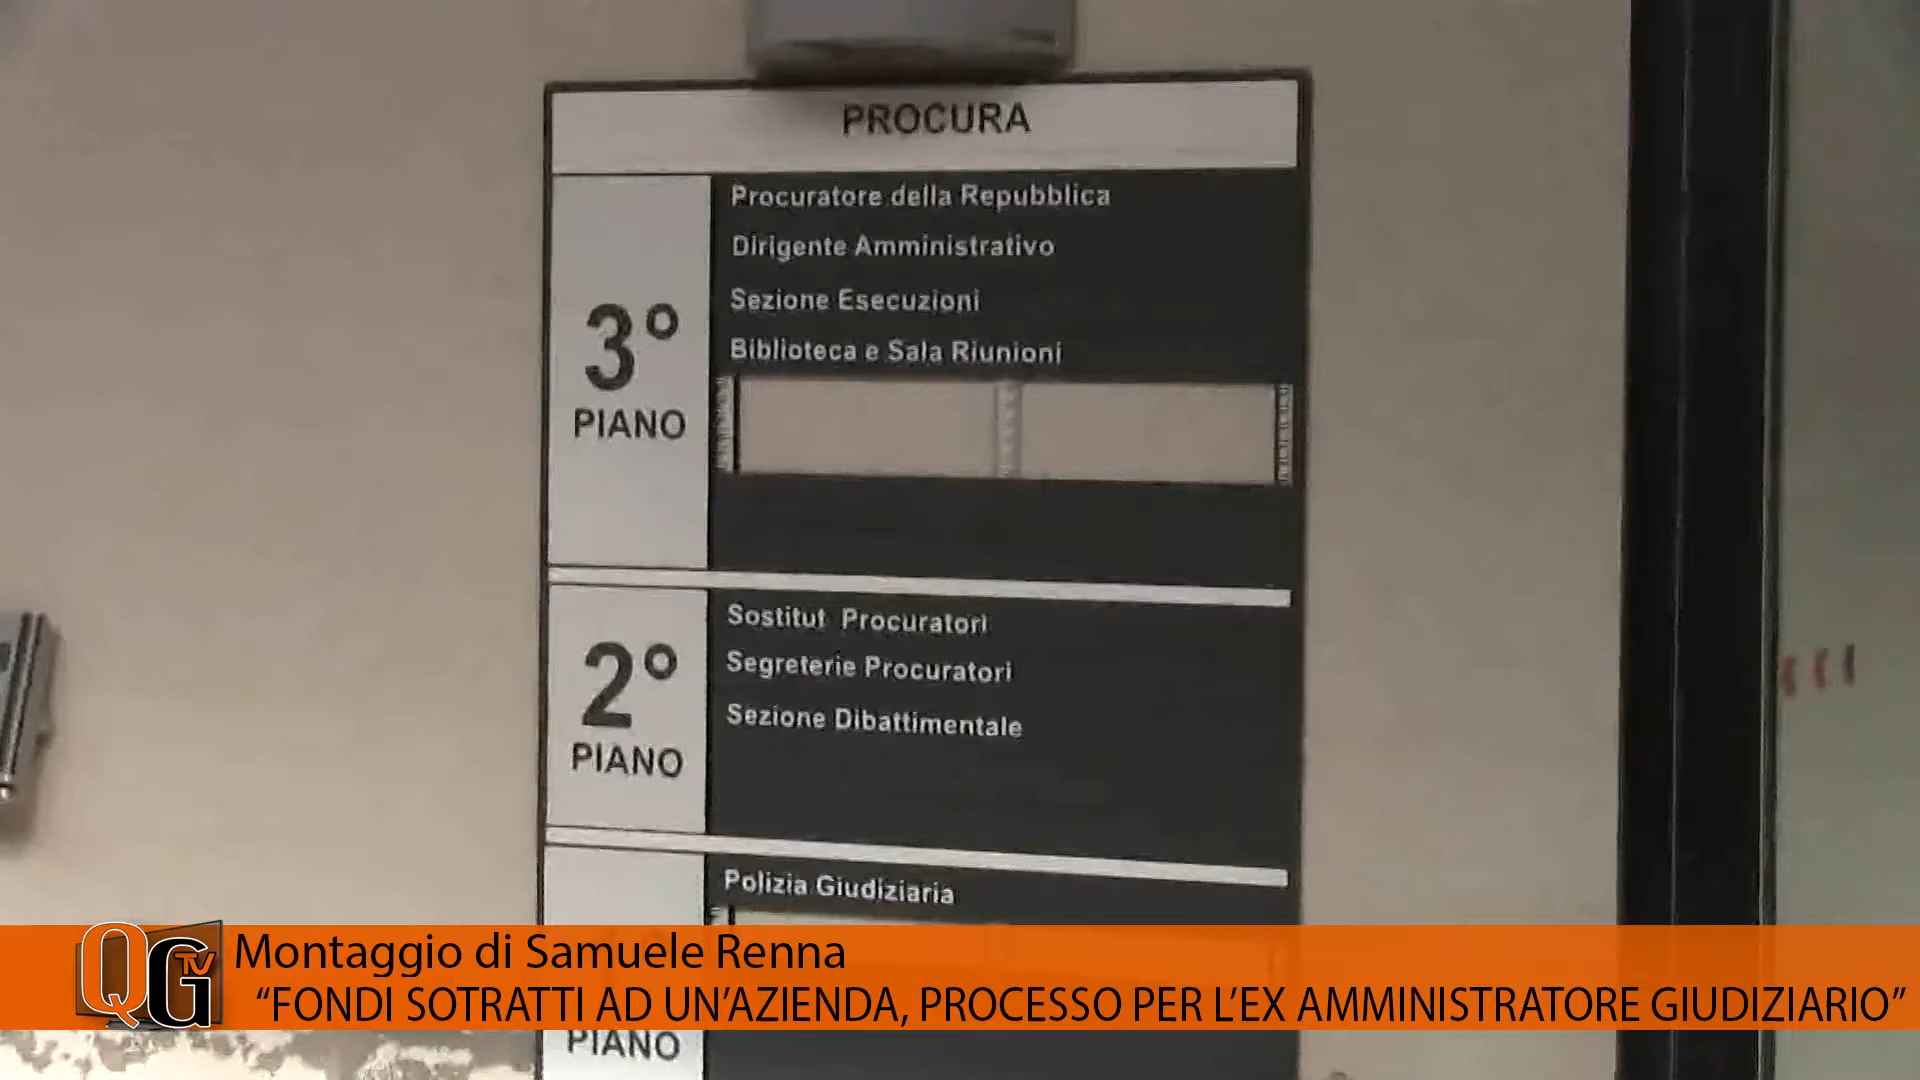 PROCURA
3°
PIANO
Procuratore della Repubblica
Dirigente Amministrativo
Sezione Esecuzioni
Biblioteca e Sala Riunioni
2°
PIANO
Sostitut Procuratori
Segreterie Procuratori
Sezione Dibattimentale
Polizia Giudiziaria
PIANO
QG TV
Montaggio di Samuele Renna
“FONDI SOTRATTI AD UN’AZIENDA, PROCESSO PER L’EX AMMINISTRATORE GIUDIZIARIO”